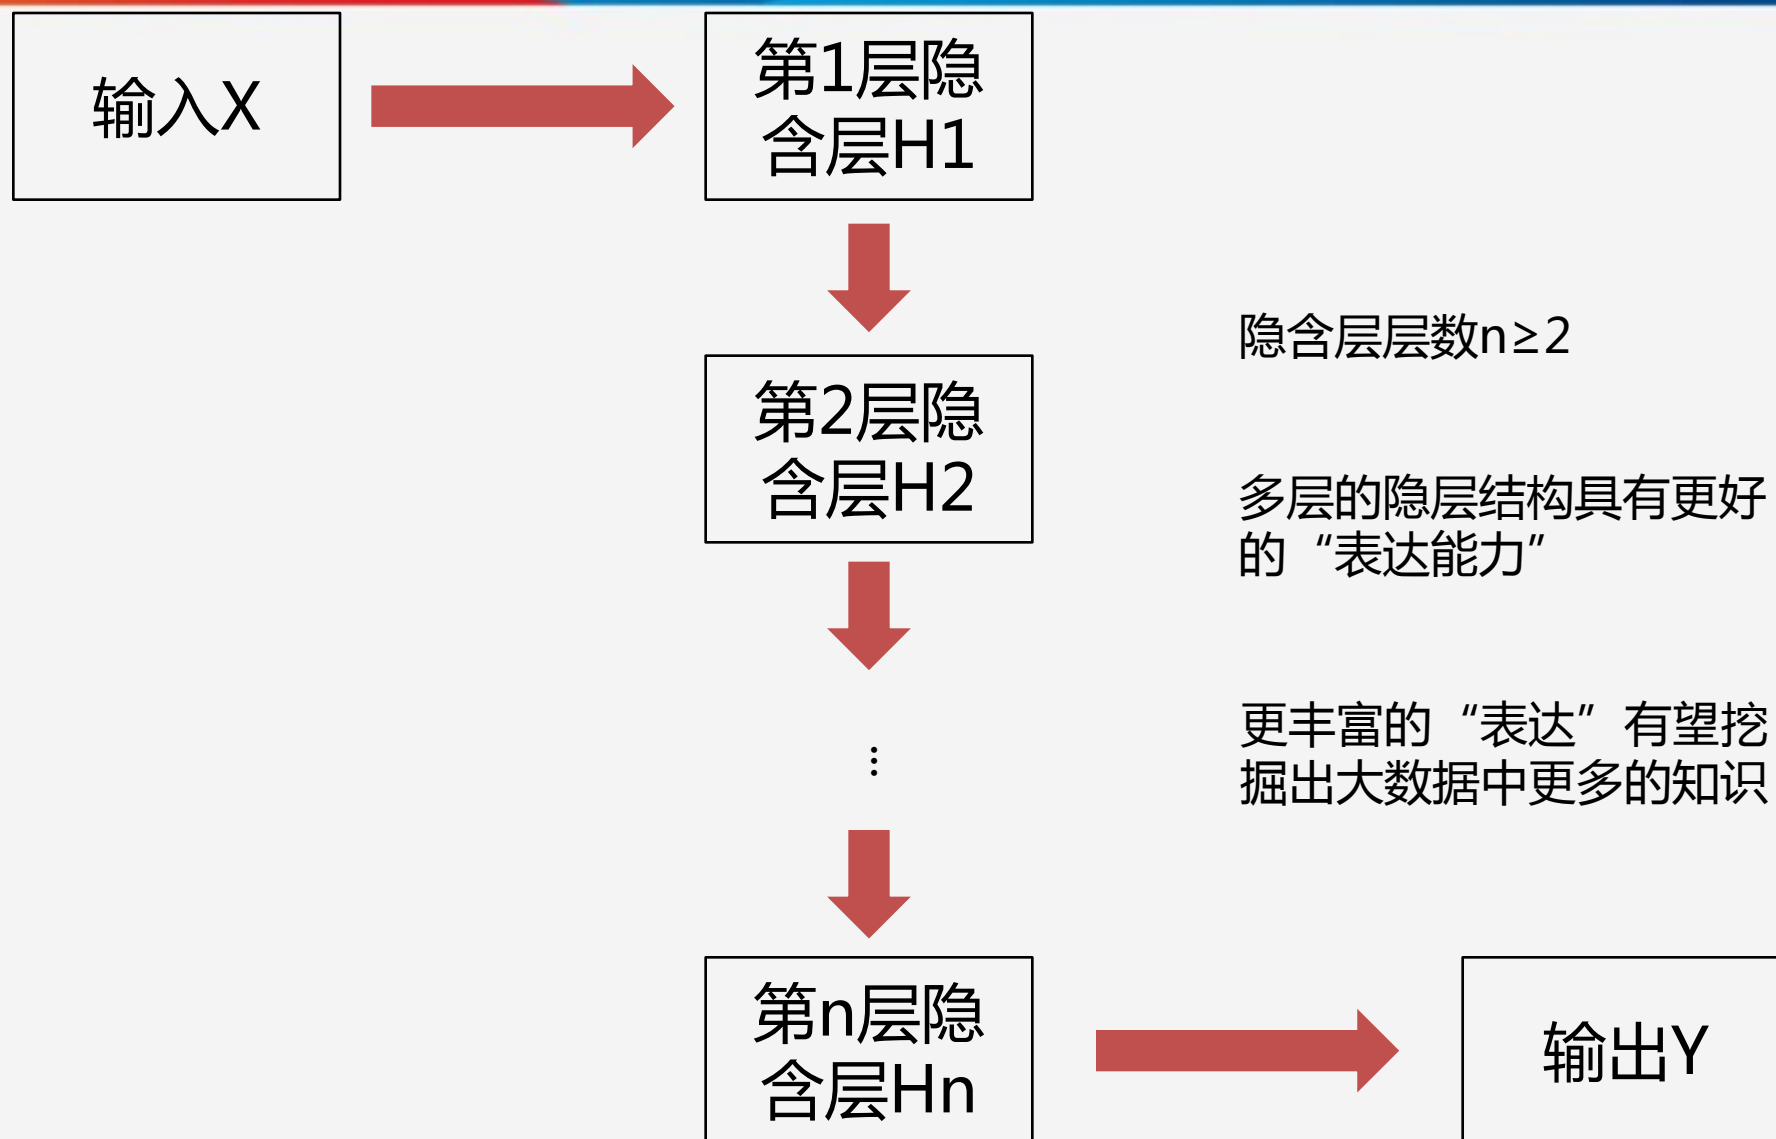 输入X
第1层隐
含层H1
第2层隐
含层H2
隐含层层数n≥2
多层的隐层结构具有更好
的“表达能力”
更丰富的“表达”有望挖
掘出大数据中更多的知识
⋮
第n层隐
含层Hn
输出Y